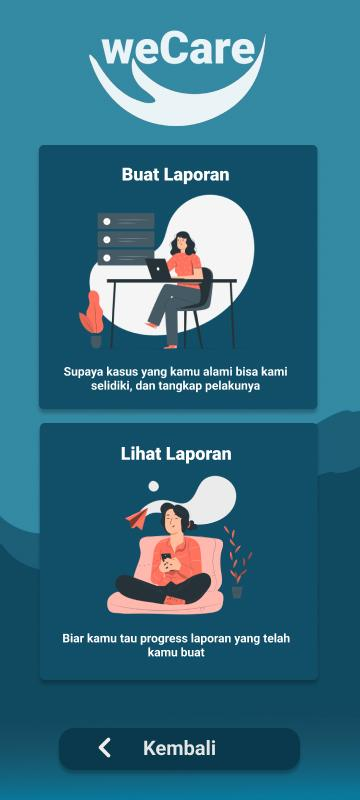 weCare
Buat Laporan
Supaya kasus yang kamu alami bisa kami
selidiki, dan tangkap pelakunya
Lihat Laporan
Biar kamu tau progress laporan yang telah
kamu buat
Kembali